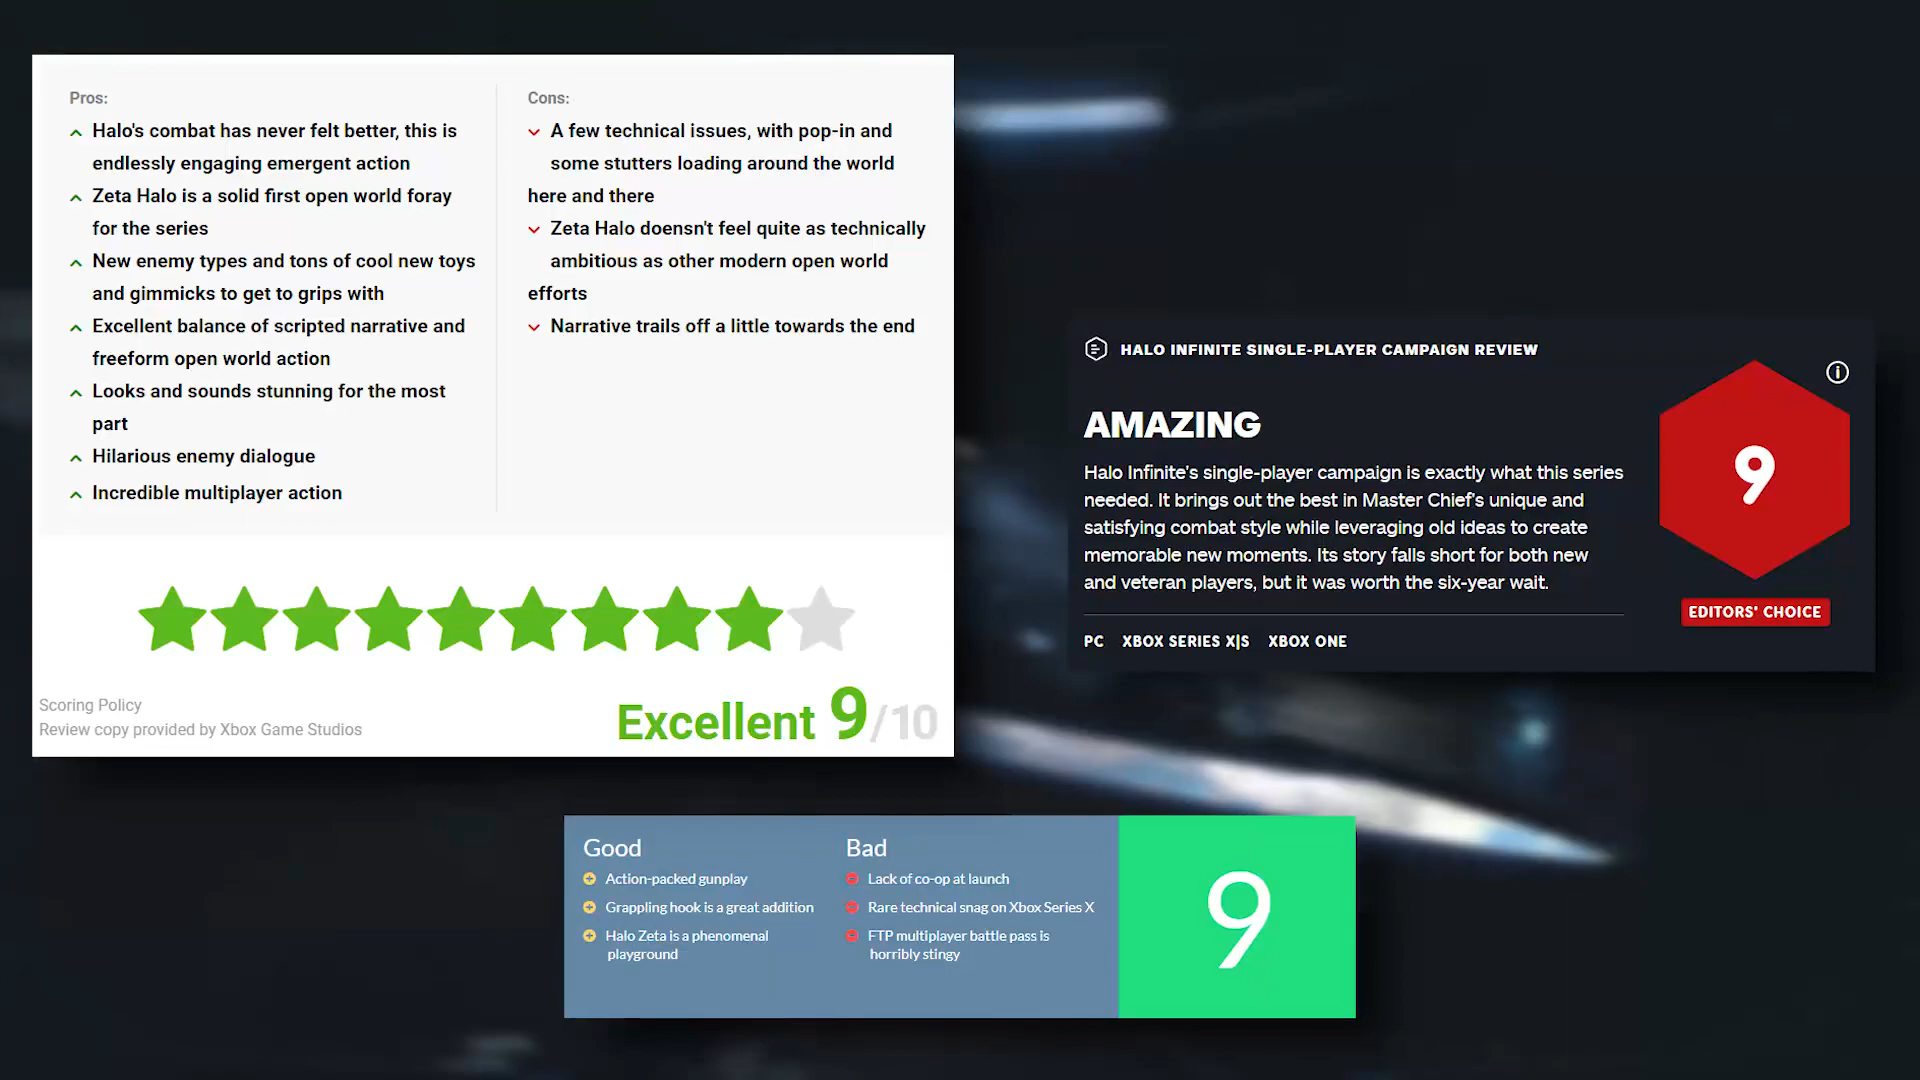 Pros:
Halo's combat has never felt better, this is
endlessly engaging emergent action
Zeta Halo is a solid first open world foray
for the series
New enemy types and tons of cool new toys
and gimmicks to get to grips with
Excellent balance of scripted narrative and
freeform open world action
Looks and sounds stunning for the most
part
Hilarious enemy dialogue
Incredible multiplayer action
Cons:
A few technical issues, with pop-in and
some stutters loading around the world
here and there
Zeta Halo doensn't feel quite as technically
ambitious as other modern open world
efforts
Narrative trails off a little towards the end
Scoring Policy
Review copy provided by Xbox Game Studios
Excellent 9/10
HALO INFINITE SINGLE-PLAYER CAMPAIGN REVIEW
AMAZING
Halo Infinite's single-player campaign is exactly what this series
needed. It brings out the best in Master Chief's unique and
satisfying combat style while leveraging old ideas to create
memorable new moments. Its story falls short for both new
and veteran players, but it was worth the six-year wait.
PC XBOX SERIES X|S XBOX ONE
9
EDITORS' CHOICE
Good
Action-packed gunplay
Grappling hook is a great addition
Halo Zeta is a phenomenal
playground
Bad
Lack of co-op at launch
Rare technical snag on Xbox Series X
FTP multiplayer battle pass is
horribly stingy
9